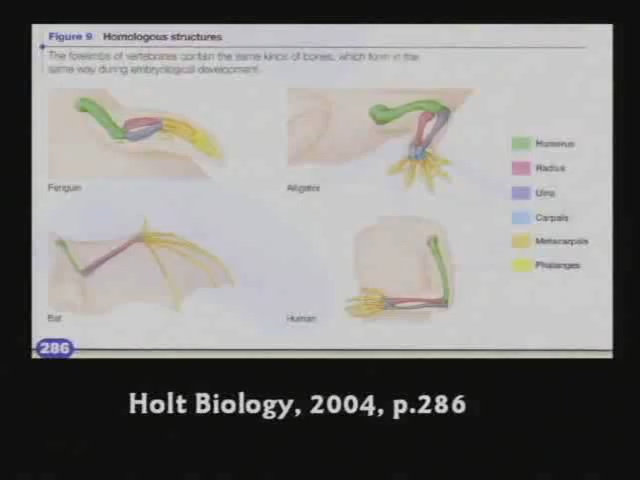 Figure 9 Homologous structures
The forelimbs of vertebrates contain the same kinds of bones, which form in the
same way during embryological development.
Penguin
Alligator
Humerus
Radius
Ulna
Carpals
Metacarpals
Phalanges
Bat
Human
286
Holt Biology, 2004, p.286